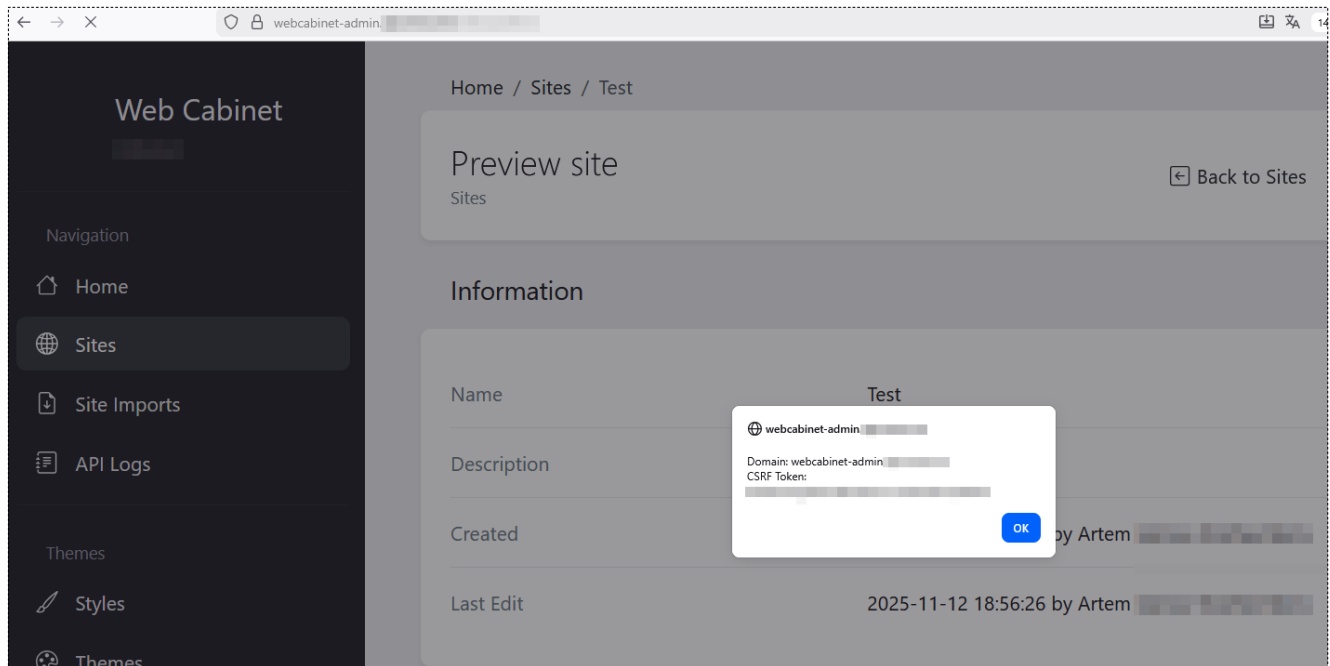 webcabinet-admin.
14
Web Cabinet
Navigation
Home
Sites
Site Imports
API Logs
Themes
Styles
Themes
Home / Sites / Test
Preview site
Sites
Back to Sites
Information
Name Test
Description
Created by Artem
Last Edit 2025-11-12 18:56:26 by Artem
webcabinet-admin.
Domain: webcabinet-admin
CSRF Token:
OK